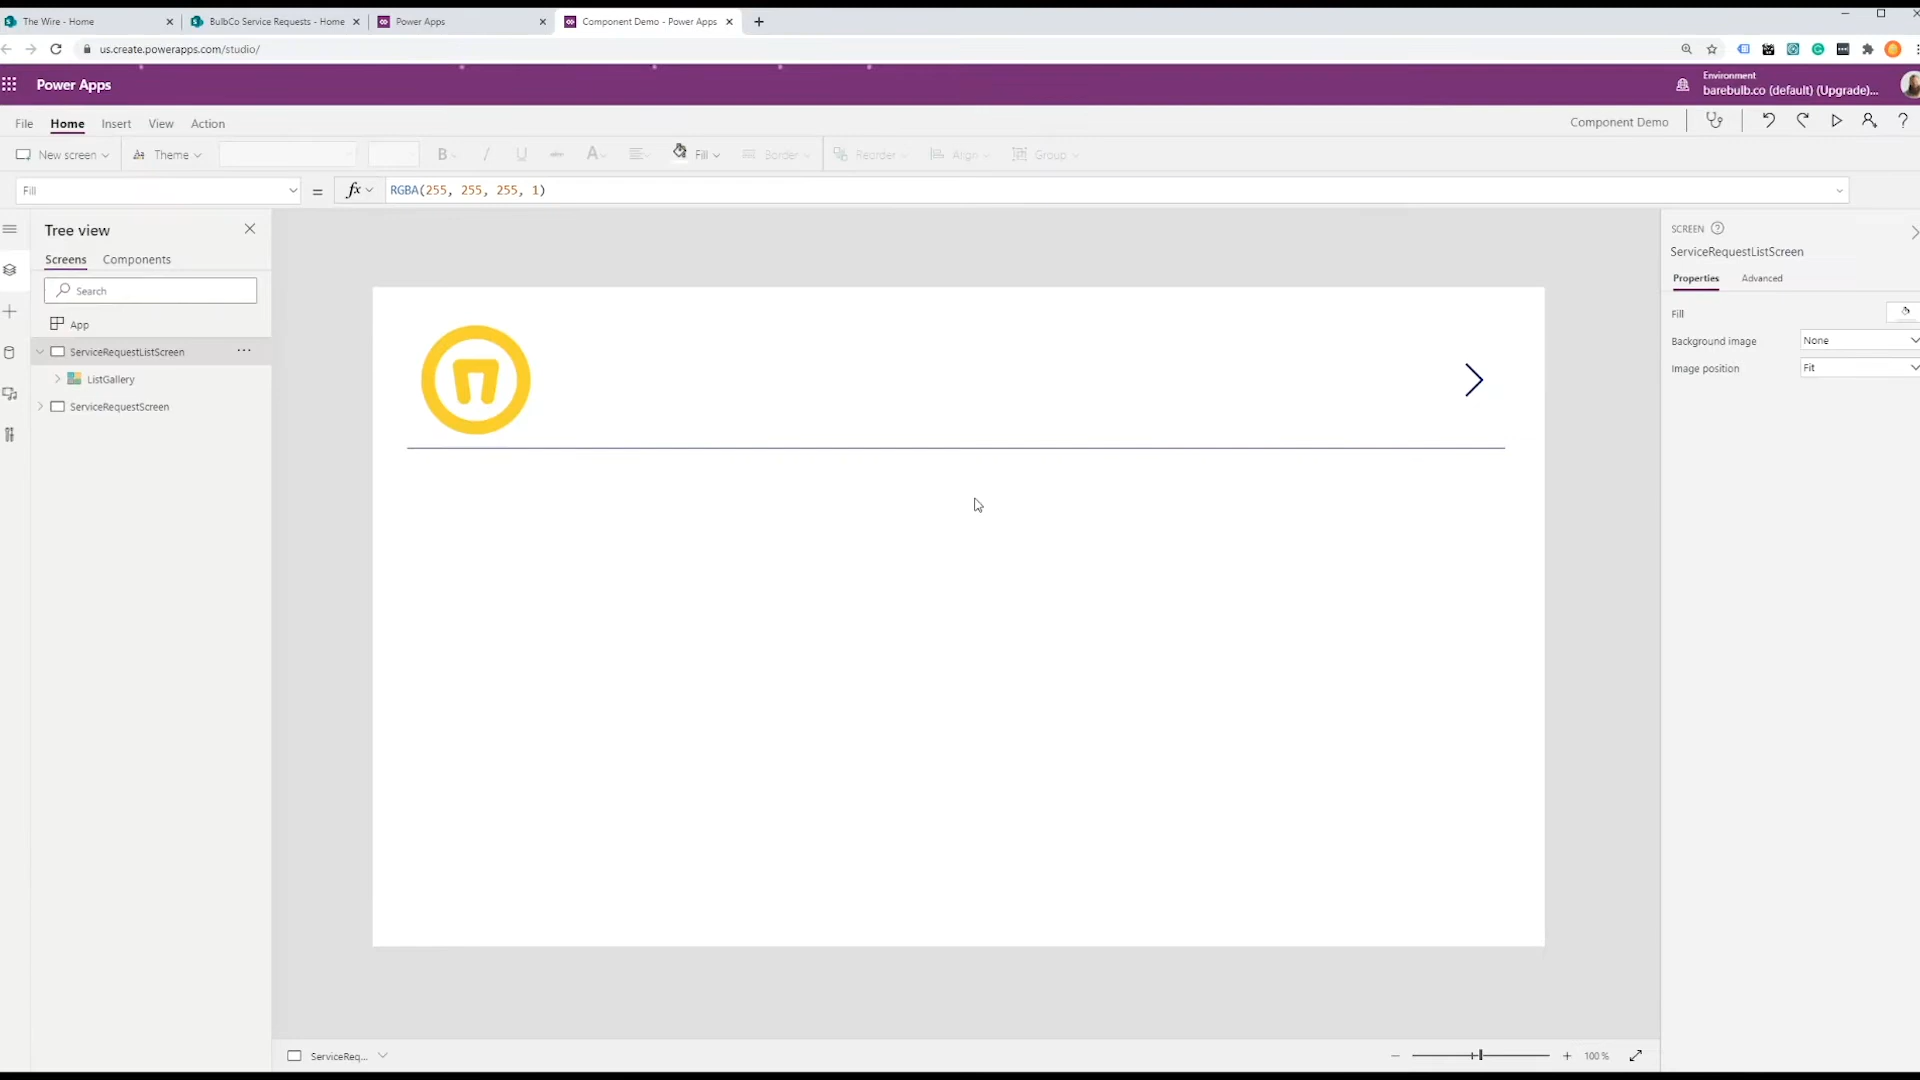 The Wire - Home
BulbCo Service Requests - Home
Power Apps
Component Demo - Power Apps
us.create.powerapps.com/studio/
Power Apps
Environment
barebulb.co (default) (Upgrade)...
File
Home
Insert
View
Action
Component Demo
New screen
Theme
B
/
U
A
Fill
Border
Reorder
Align
Group
Fill
=
fx
RGBA(255, 255, 255, 1)
Tree view
Screens
Components
Search
App
ServiceRequestListScreen
ListGallery
ServiceRequestScreen
SCREEN
ServiceRequestListScreen
Properties
Advanced
Fill
Background image
None
Image position
Fit
ServiceReq...
100 %